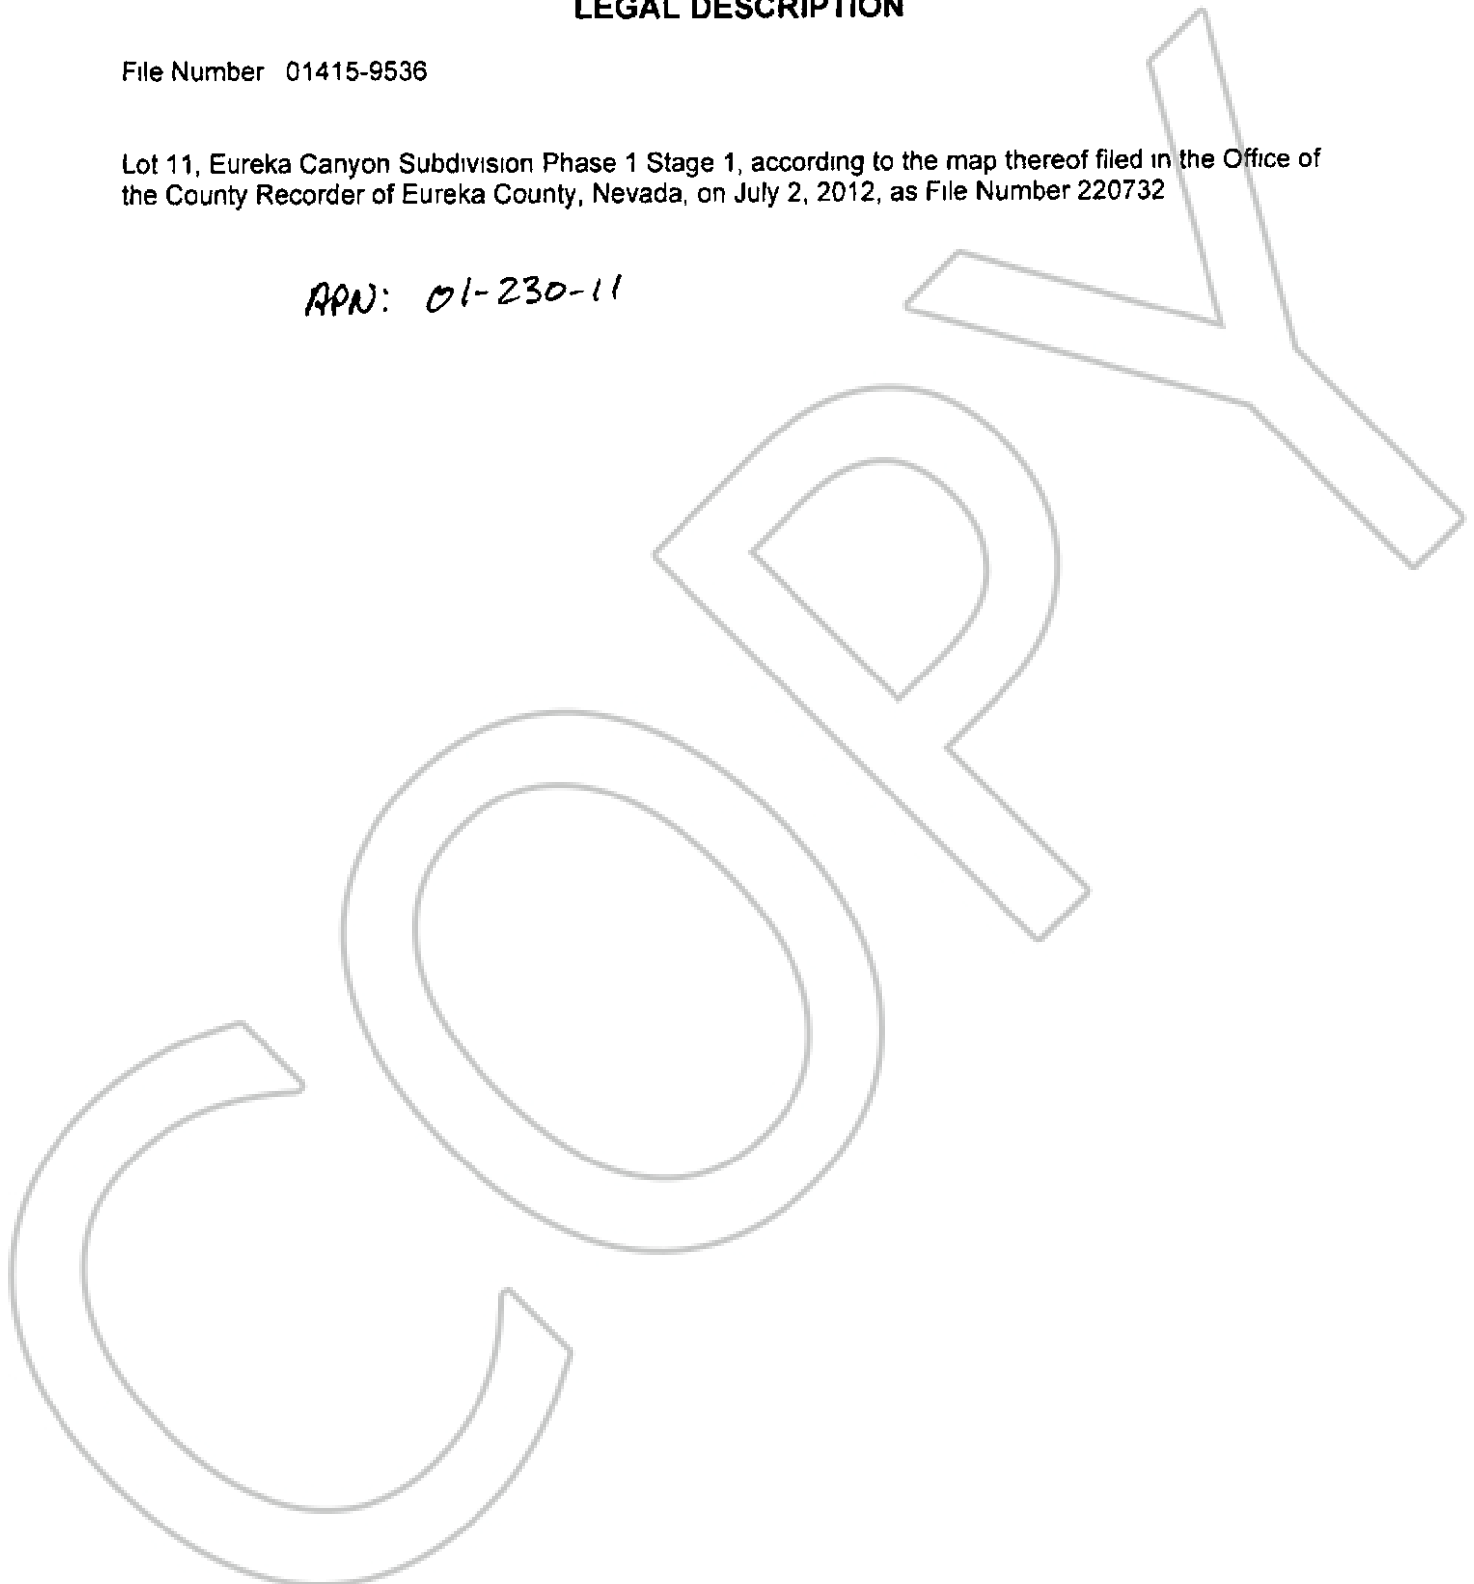 LEGAL DESCRIPTION
File Number 01415-9536
Lot 11, Eureka Canyon Subdivision Phase 1 Stage 1, according to the map thereof filed in the Office of
the County Recorder of Eureka County, Nevada, on July 2, 2012, as File Number 220732
APN: 01-230-11
COPY